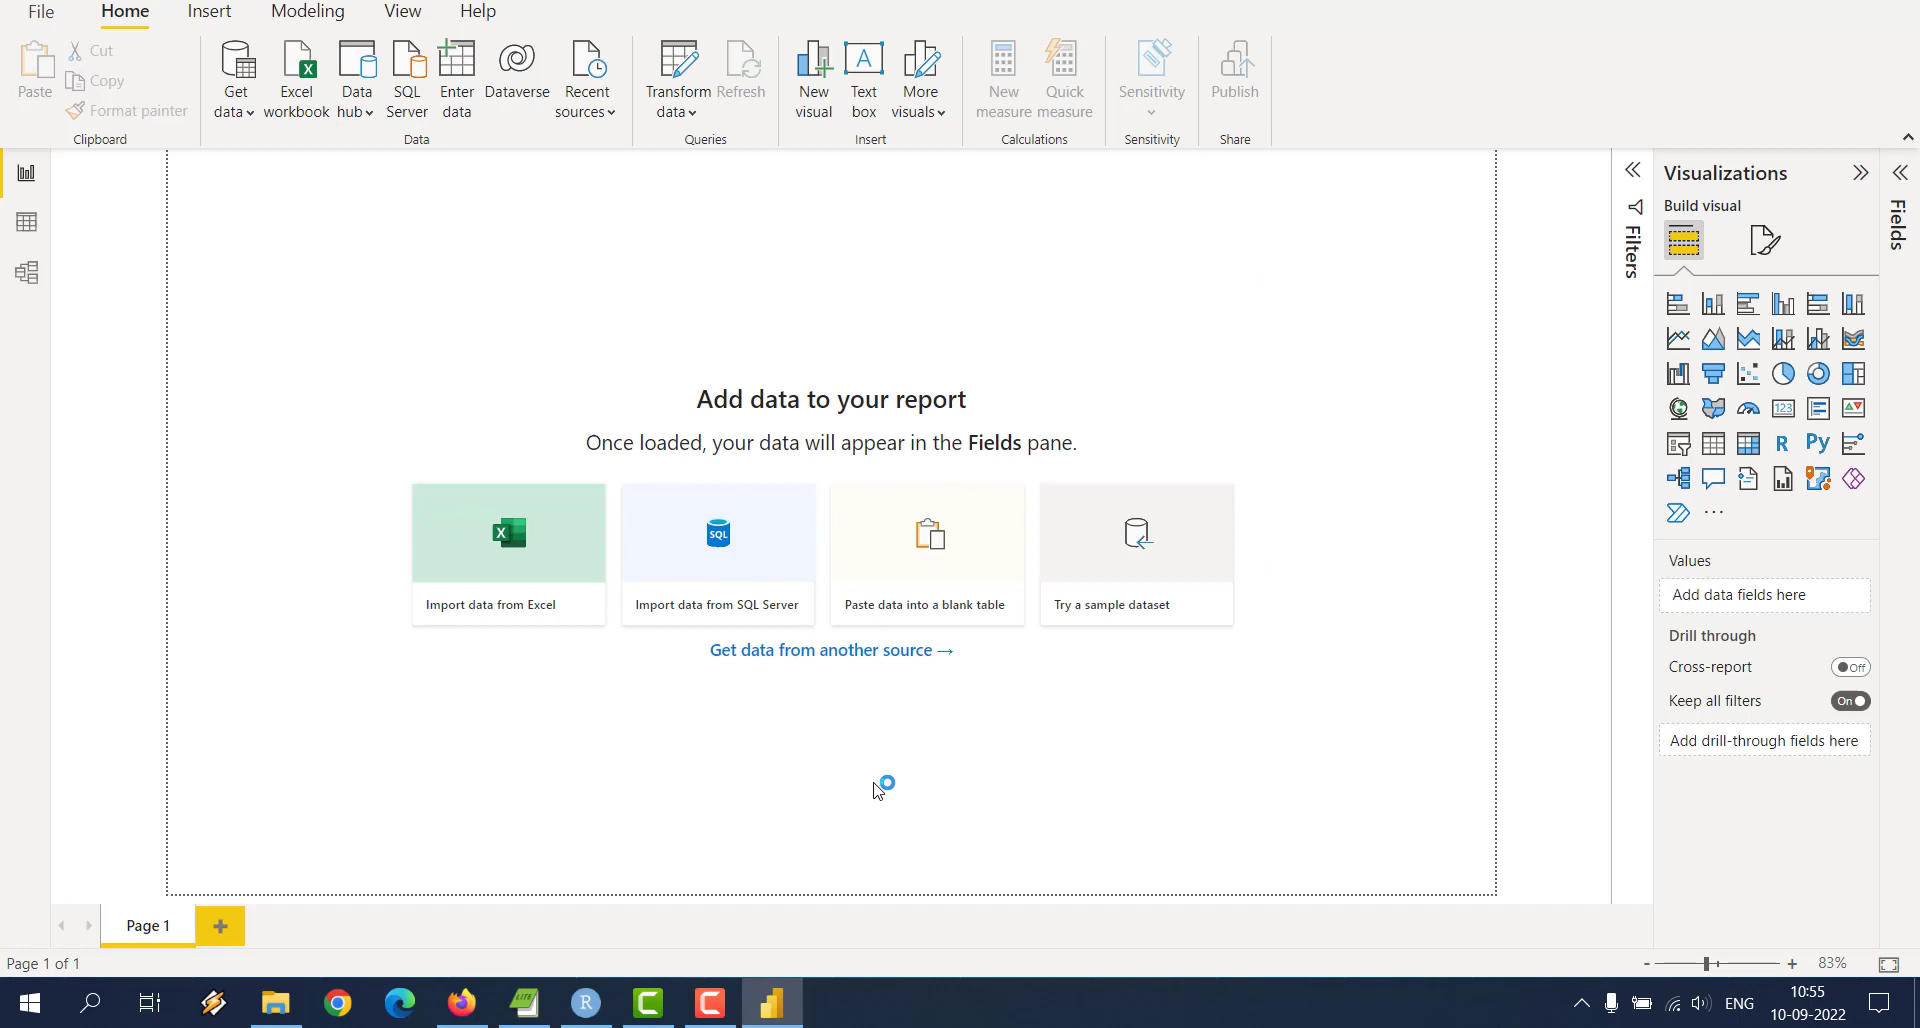 File Home Insert Modeling View Help
Paste
Cut
Copy
Format painter
Clipboard
Get data
Excel workbook
Data hub
SQL Server
Enter data
Dataverse
Recent sources
Data
Transform data
Refresh
Queries
New visual
Text box
A
More visuals
Insert
New measure
Quick measure
Calculations
Sensitivity
Sensitivity
Publish
Share
Filters
Visualizations
Build visual
Fields
123
R
Py
...
Values
Add data fields here
Drill through
Cross-report Off
Keep all filters On
Add drill-through fields here
Add data to your report
Once loaded, your data will appear in the Fields pane.
X
SQL
Import data from Excel
Import data from SQL Server
Paste data into a blank table
Try a sample dataset
Get data from another source →
Page 1 +
Page 1 of 1
- + 83%
LITE
R
C
C
ENG
10:55
10-09-2022